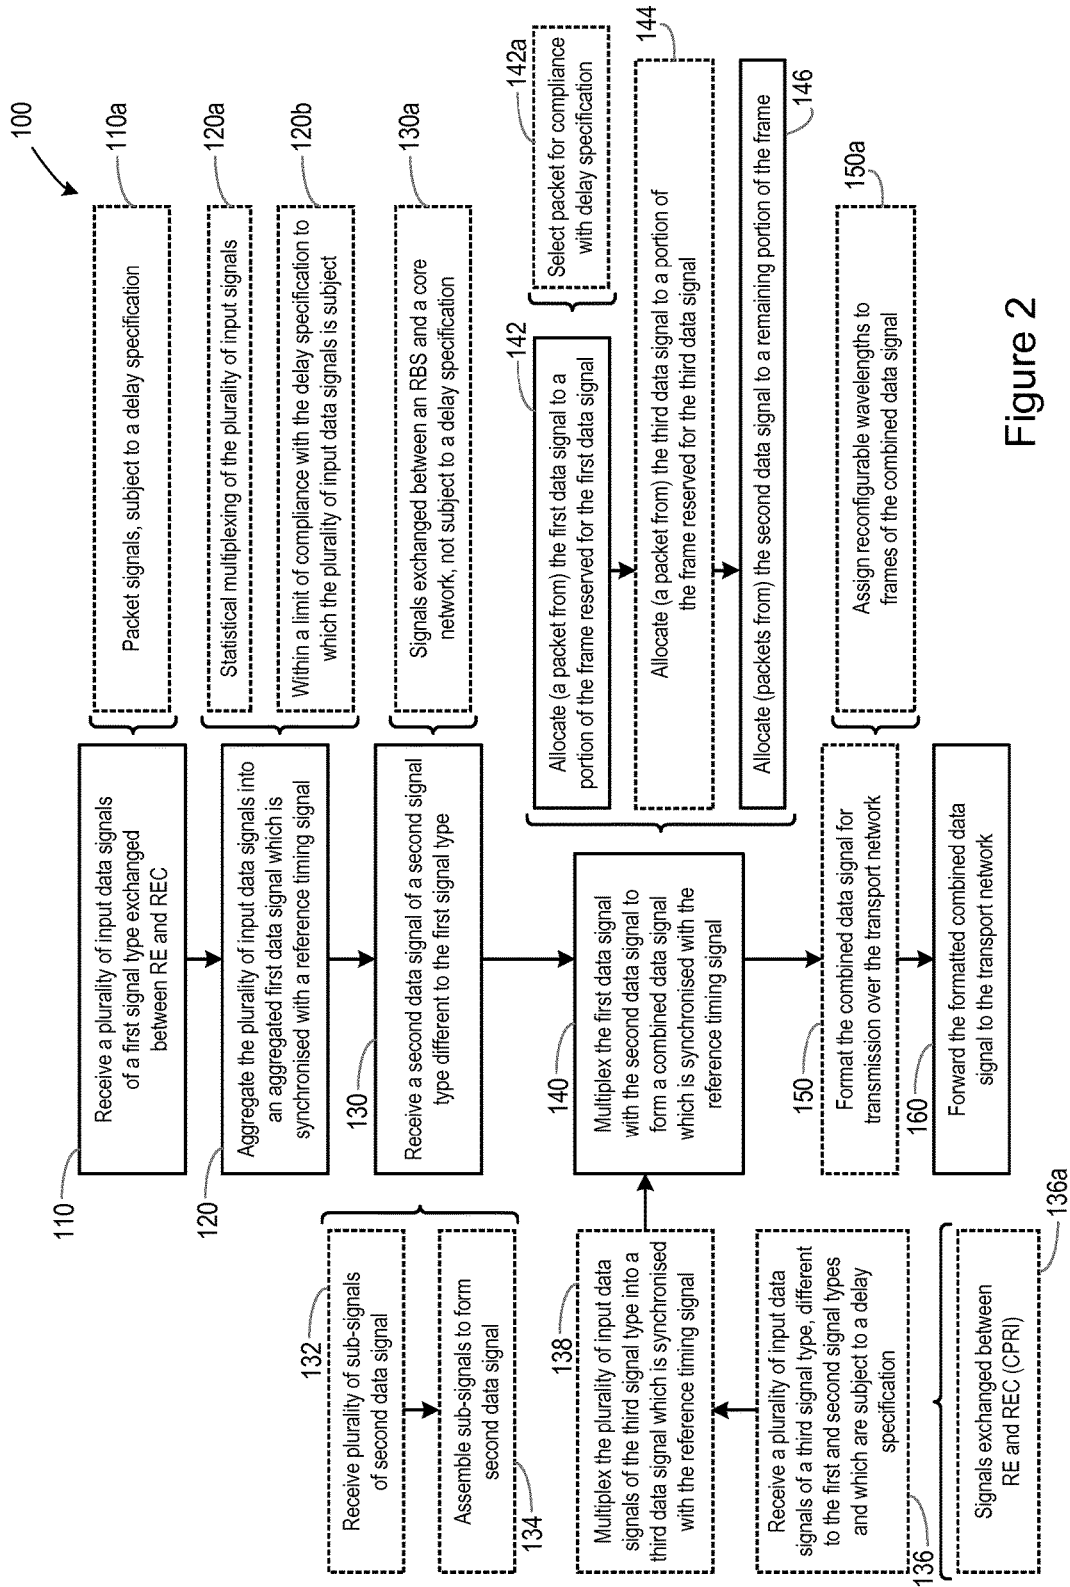 100
110
Receive a plurality of input data signals
of a first signal type exchanged
between RE and REC
Packet signals, subject to a delay specification
110a
120
Aggregate the plurality of input data signals into
an aggregated first data signal which is
synchronised with a reference timing signal
Statistical multiplexing of the plurality of input signals
120a
Within a limit of compliance with the delay specification to
which the plurality of input data signals is subject
120b
132
Receive plurality of sub-signals
of second data signal
Assemble sub-signals to form
second data signal
134
130
Receive a second data signal of a second signal
type different to the first signal type
Signals exchanged between an RBS and a core
network, not subject to a delay specification
130a
138
Multiplex the plurality of input data
signals of the third signal type into a
third data signal which is synchronised
with the reference timing signal
140
Multiplex the first data signal
with the second data signal to
form a combined data signal
which is synchronised with the
reference timing signal
142
Allocate (a packet from) the first data signal to a
portion of the frame reserved for the first data signal
142a
Select packet for compliance
with delay specification
Allocate (a packet from) the third data signal to a portion of
the frame reserved for the third data signal
144
Allocate (packets from) the second data signal to a remaining portion of the frame
146
Receive a plurality of input data
signals of a third signal type, different
to the first and second signal types
and which are subject to a delay
specification
136
150
Format the combined data signal for
transmission over the transport network
Assign reconfigurable wavelengths to
frames of the combined data signal
150a
160
Forward the formatted combined data
signal to the transport network
Signals exchanged between
RE and REC (CPRI)
136a
Figure 2